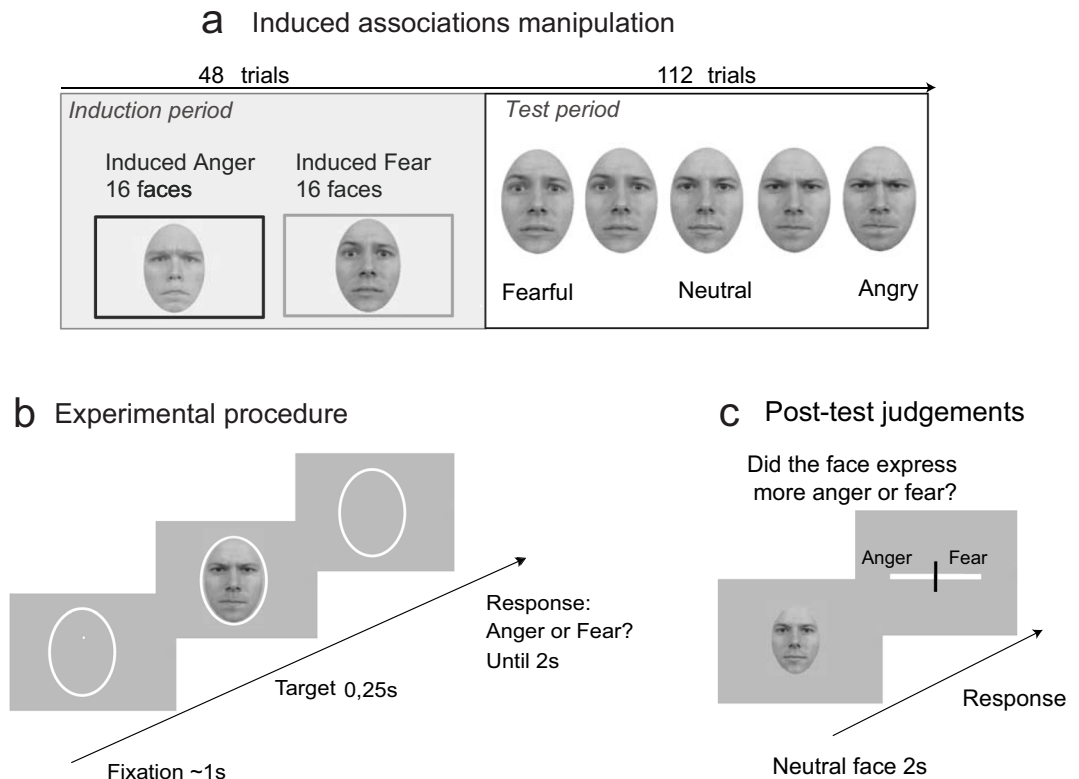 a Induced associations manipulation
48 trials 112 trials
Induction period Test period
Induced Anger Induced Fear
16 faces 16 faces
Fearful Neutral Angry
b Experimental procedure
Response:
Anger or Fear?
Until 2s
Target 0,25s
Fixation ~1s
c Post-test judgements
Did the face express
more anger or fear?
Anger Fear
Response
Neutral face 2s